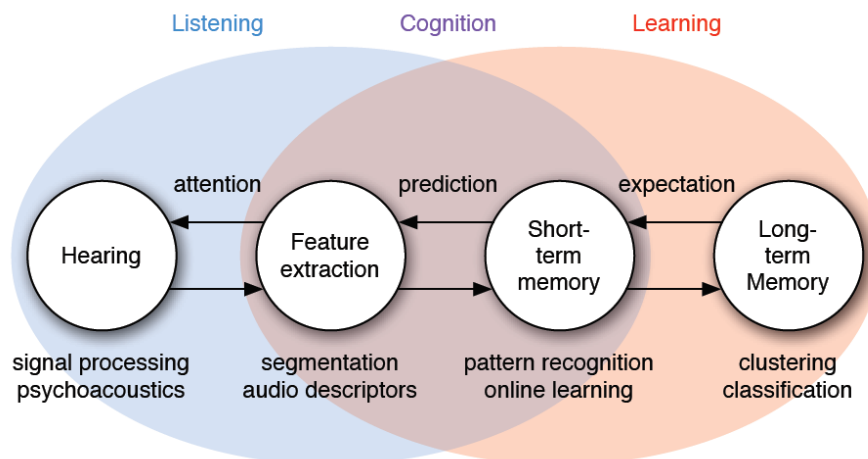 Listening
Cognition
Learning
attention
prediction
expectation
Hearing
Feature
extraction
Short-
term
memory
Long-
term
Memory
signal processing
psychoacoustics
segmentation
audio descriptors
pattern recognition
online learning
clustering
classification